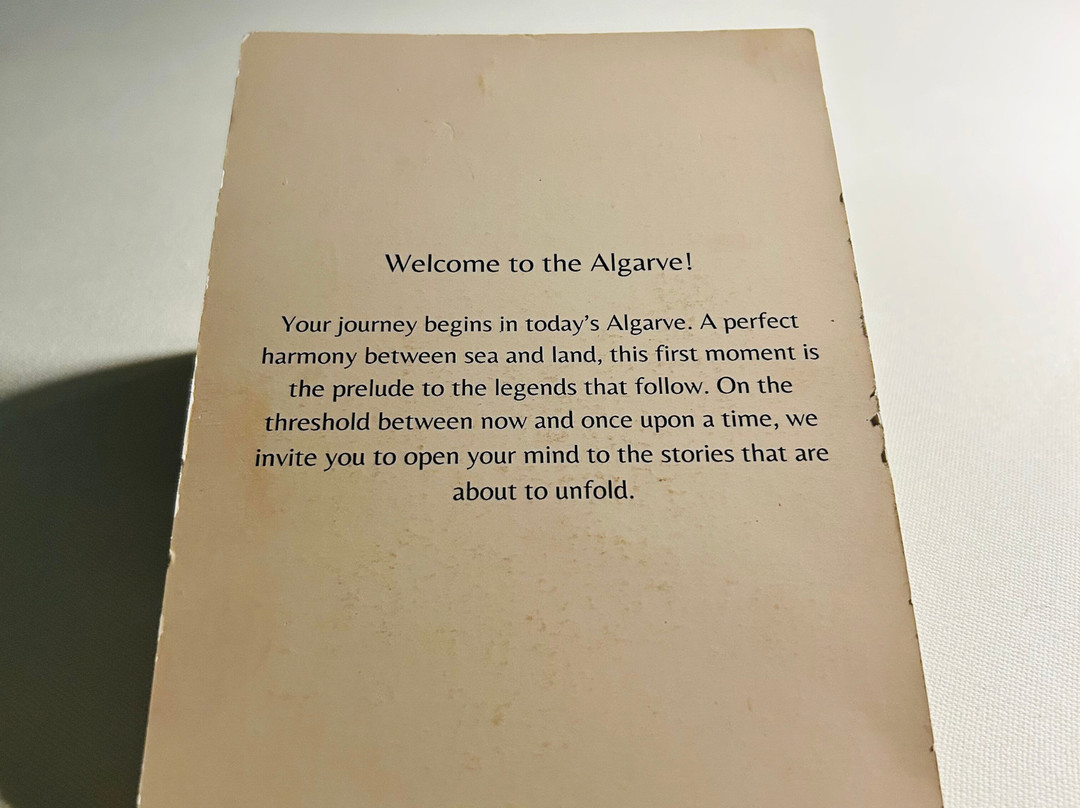 Welcome to the Algarve!
Your journey begins in today’s Algarve. A perfect
harmony between sea and land, this first moment is
the prelude to the legends that follow. On the
threshold between now and once upon a time, we
invite you to open your mind to the stories that are
about to unfold.